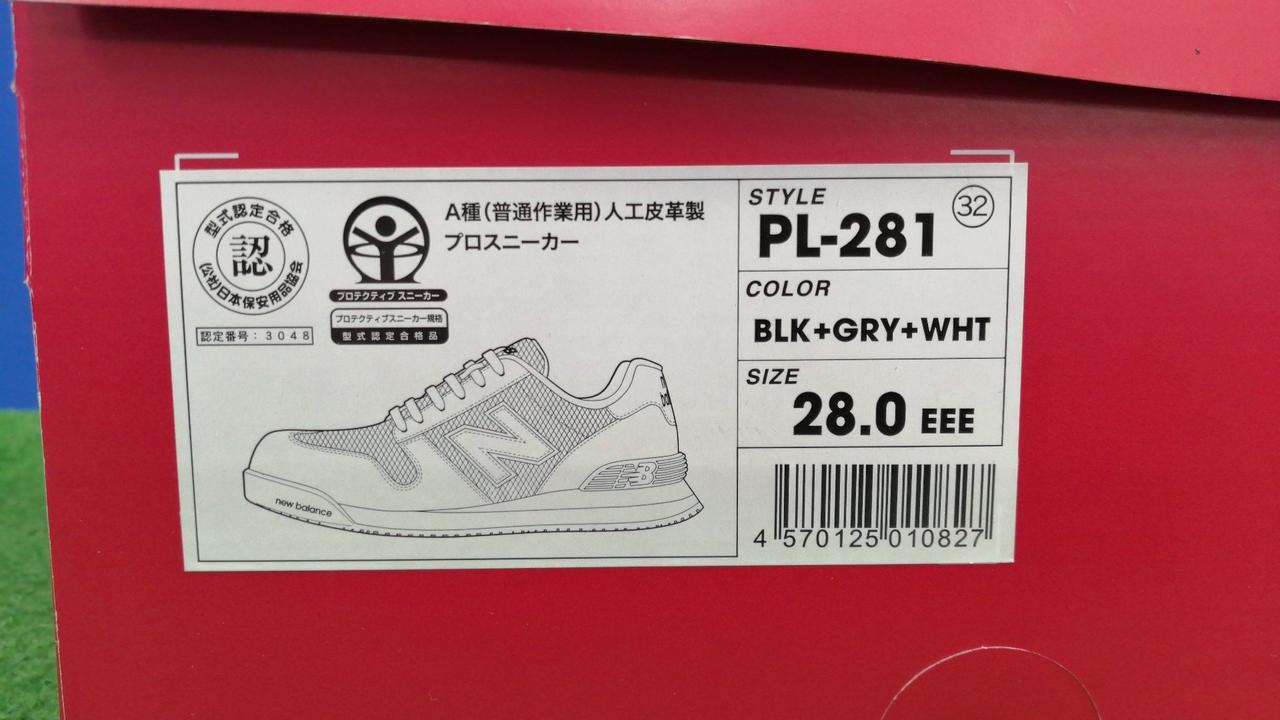 型式認定合格
認
(公社)日本保安用品協会
認定番号：3048
プロテクティブ スニーカー
プロテクティブスニーカー規格
型式認定合格品
A種(普通作業用)人工皮革製
プロスニーカー
new balance
N
NB
STYLE
32
PL-281
COLOR
BLK+GRY+WHT
SIZE
28.0 EEE
4 570125 010827